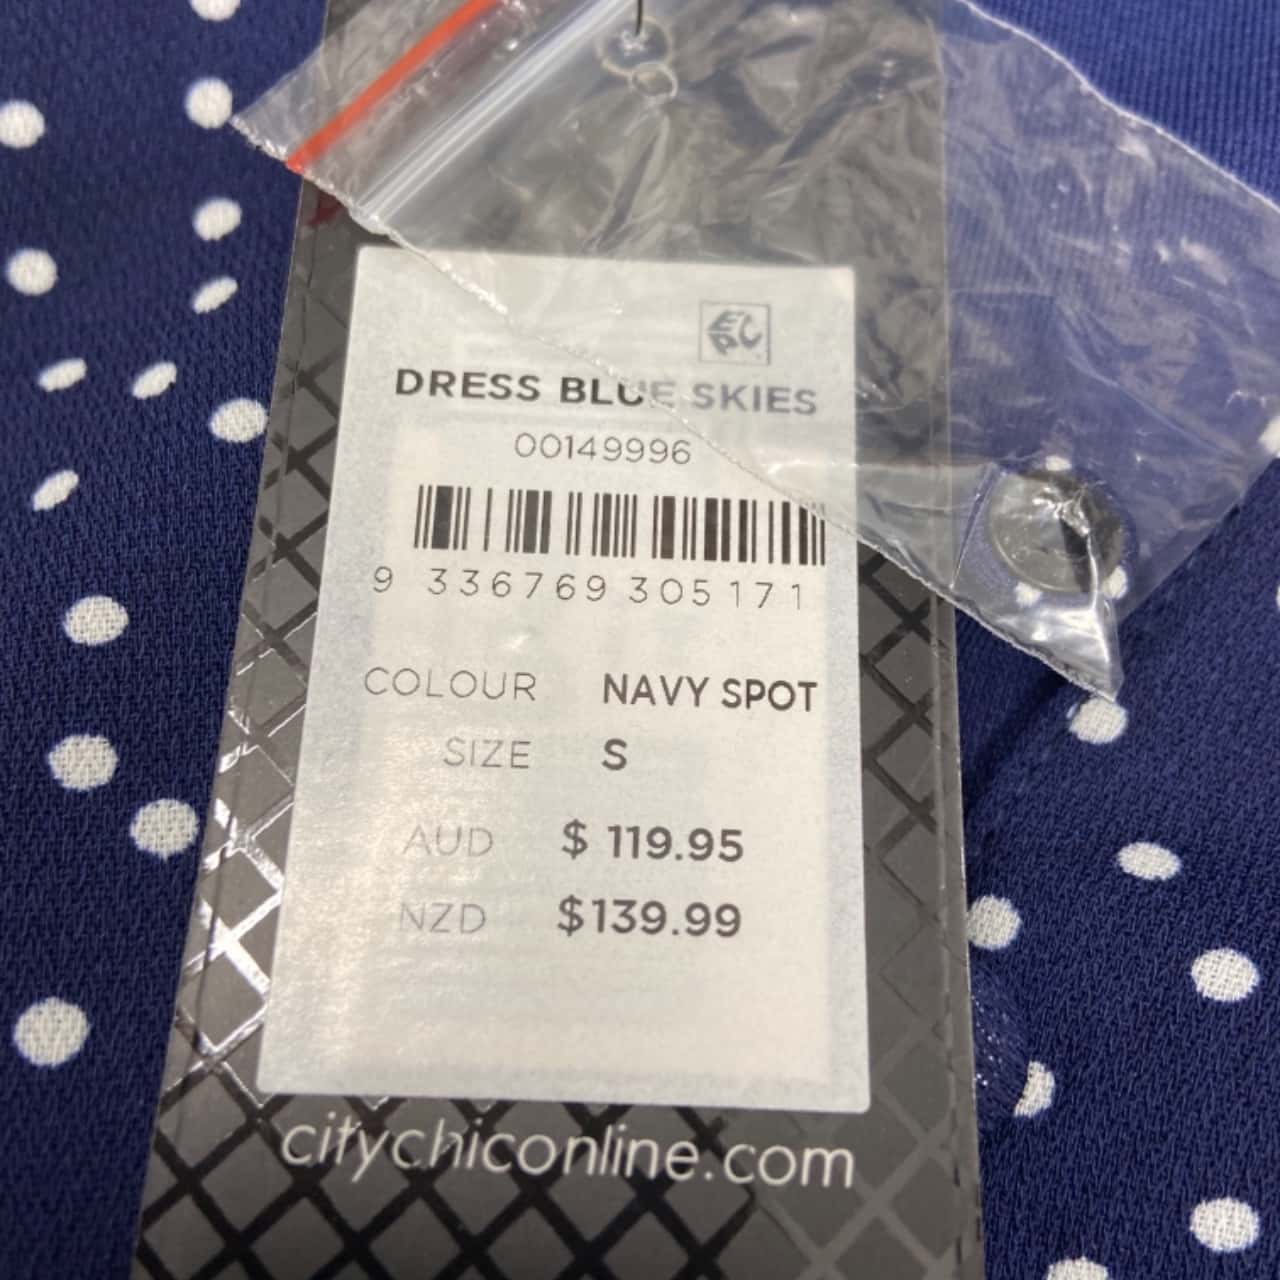 EPC
DRESS BLUE SKIES
00149996
9 336769 305171
COLOUR NAVY SPOT
SIZE S
AUD $ 119.95
NZD $139.99
citychiconline.com